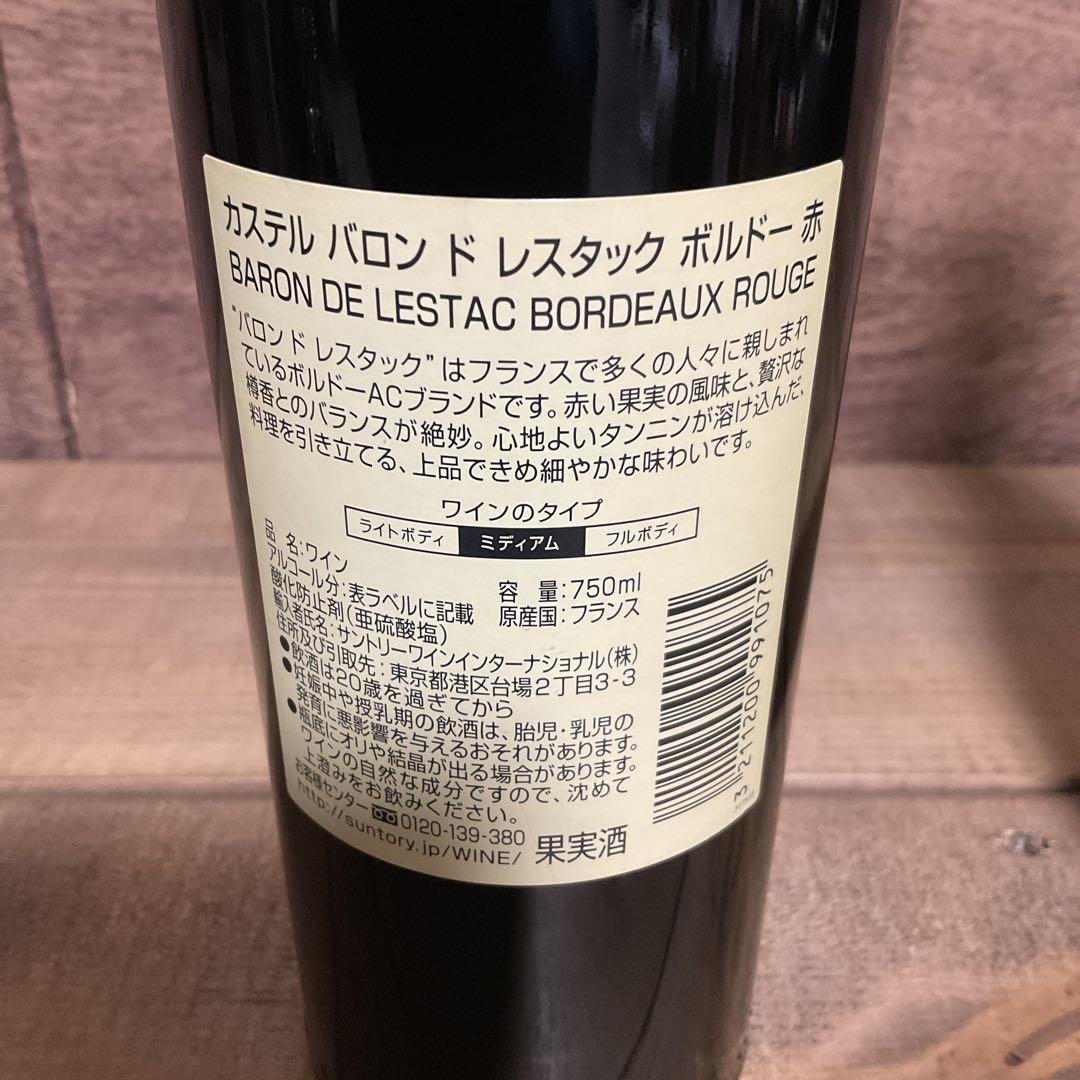 カステル バロン ド レスタック ボルドー 赤
BARON DE LESTAC BORDEAUX ROUGE
“バロン ド レスタック”はフランスで多くの人々に親しまれ
ているボルドーACブランドです。赤い果実の風味と、贅沢な
樽香とのバランスが絶妙。心地よいタンニンが溶け込んだ、
料理を引き立てる、上品できめ細やかな味わいです。
ワインのタイプ
ライトボディ ミディアム フルボディ
品 名:ワイン
アルコール分:表ラベルに記載 容 量:750ml
酸化防止剤(亜硫酸塩) 原産国:フランス
輸入者氏名:サントリーワインインターナショナル(株)
住所及び引取先:東京都港区台場2丁目3-3
●飲酒は20歳を過ぎてから
●妊娠中や授乳期の飲酒は、胎児・乳児の
発育に悪影響を与えるおそれがあります。
●瓶底にオリや結晶が出る場合があります。
ワインの自然な成分ですので、沈めて
上澄みをお飲みください。
お客様センター 0120-139-380
http://suntory.jp/WINE/ 果実酒
3 211200 991075